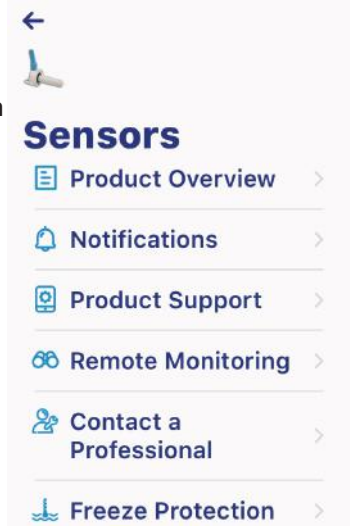 Sensors
Product Overview
Notifications
Product Support
Remote Monitoring
Contact a
Professional
Freeze Protection